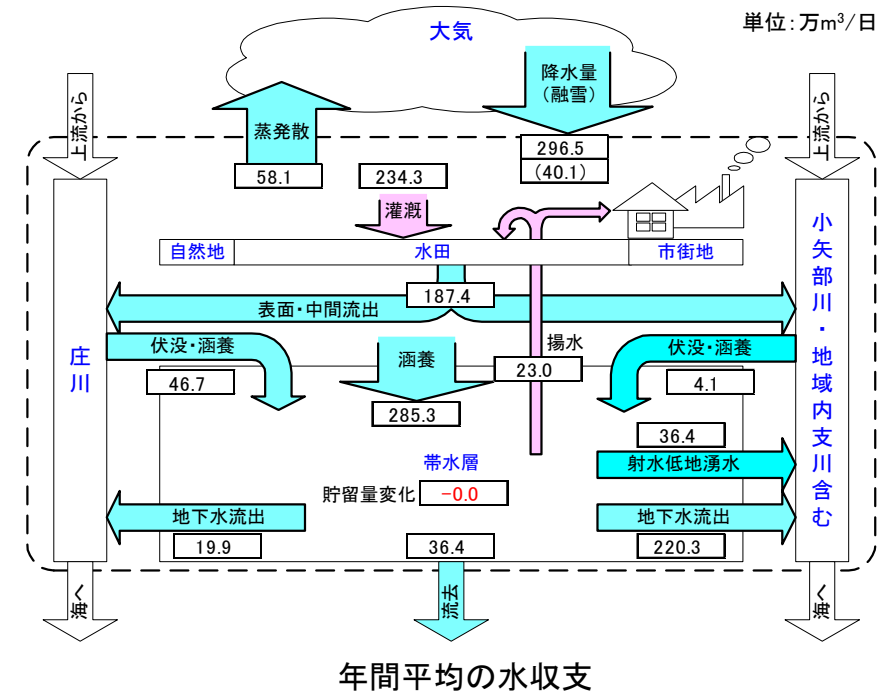 単位：万m³/日
大気
降水量
（融雪）
蒸発散
296.5
(40.1)
58.1
234.3
上流から
上流から
灌漑
自然地
水田
市街地
187.4
表面・中間流出
伏没・涵養
涵養
揚水
伏没・涵養
46.7
23.0
4.1
285.3
庄川
小矢部川・地域内支川含む
36.4
帯水層
射水低地湧水
貯留量変化
-0.0
地下水流出
地下水流出
19.9
36.4
220.3
海へ
流去
海へ
年間平均の水収支